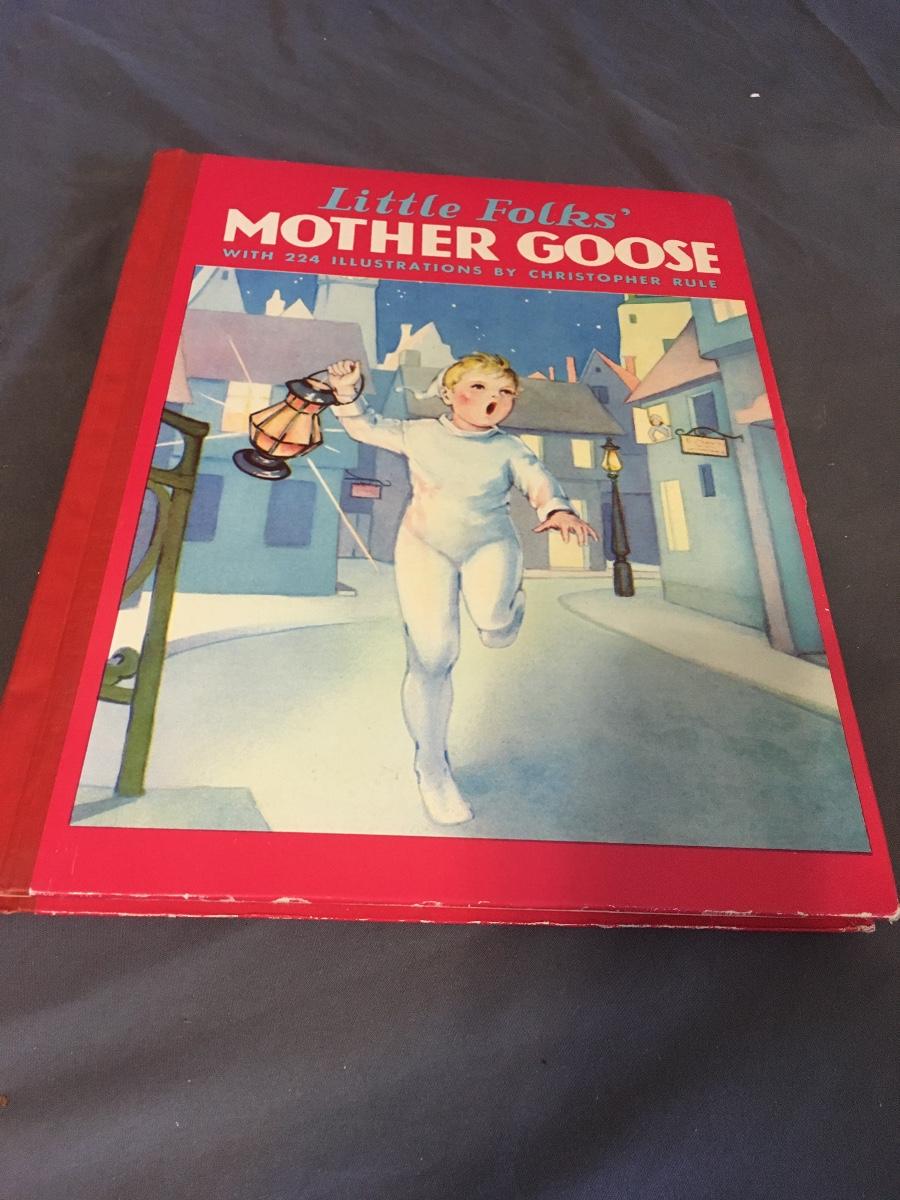 Little Folks'
MOTHER GOOSE
WITH 224 ILLUSTRATIONS BY CHRISTOPHER RULE